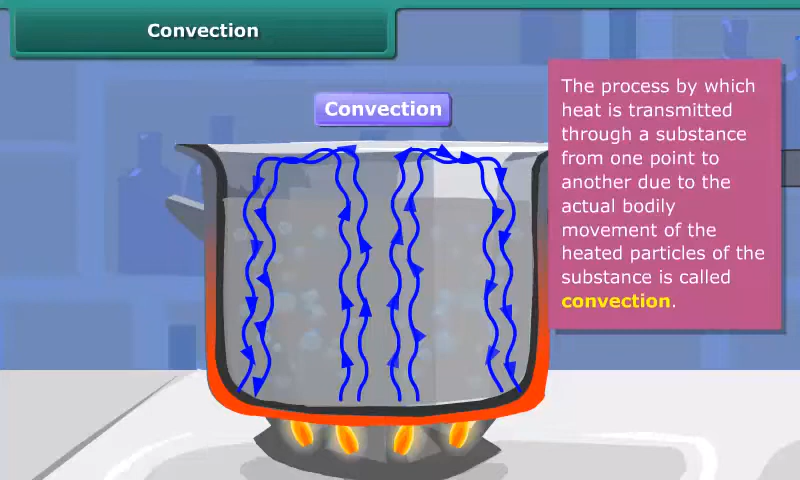 Convection
Convection
The process by which
heat is transmitted
through a substance
from one point to
another due to the
actual bodily
movement of the
heated particles of the
substance is called
convection.